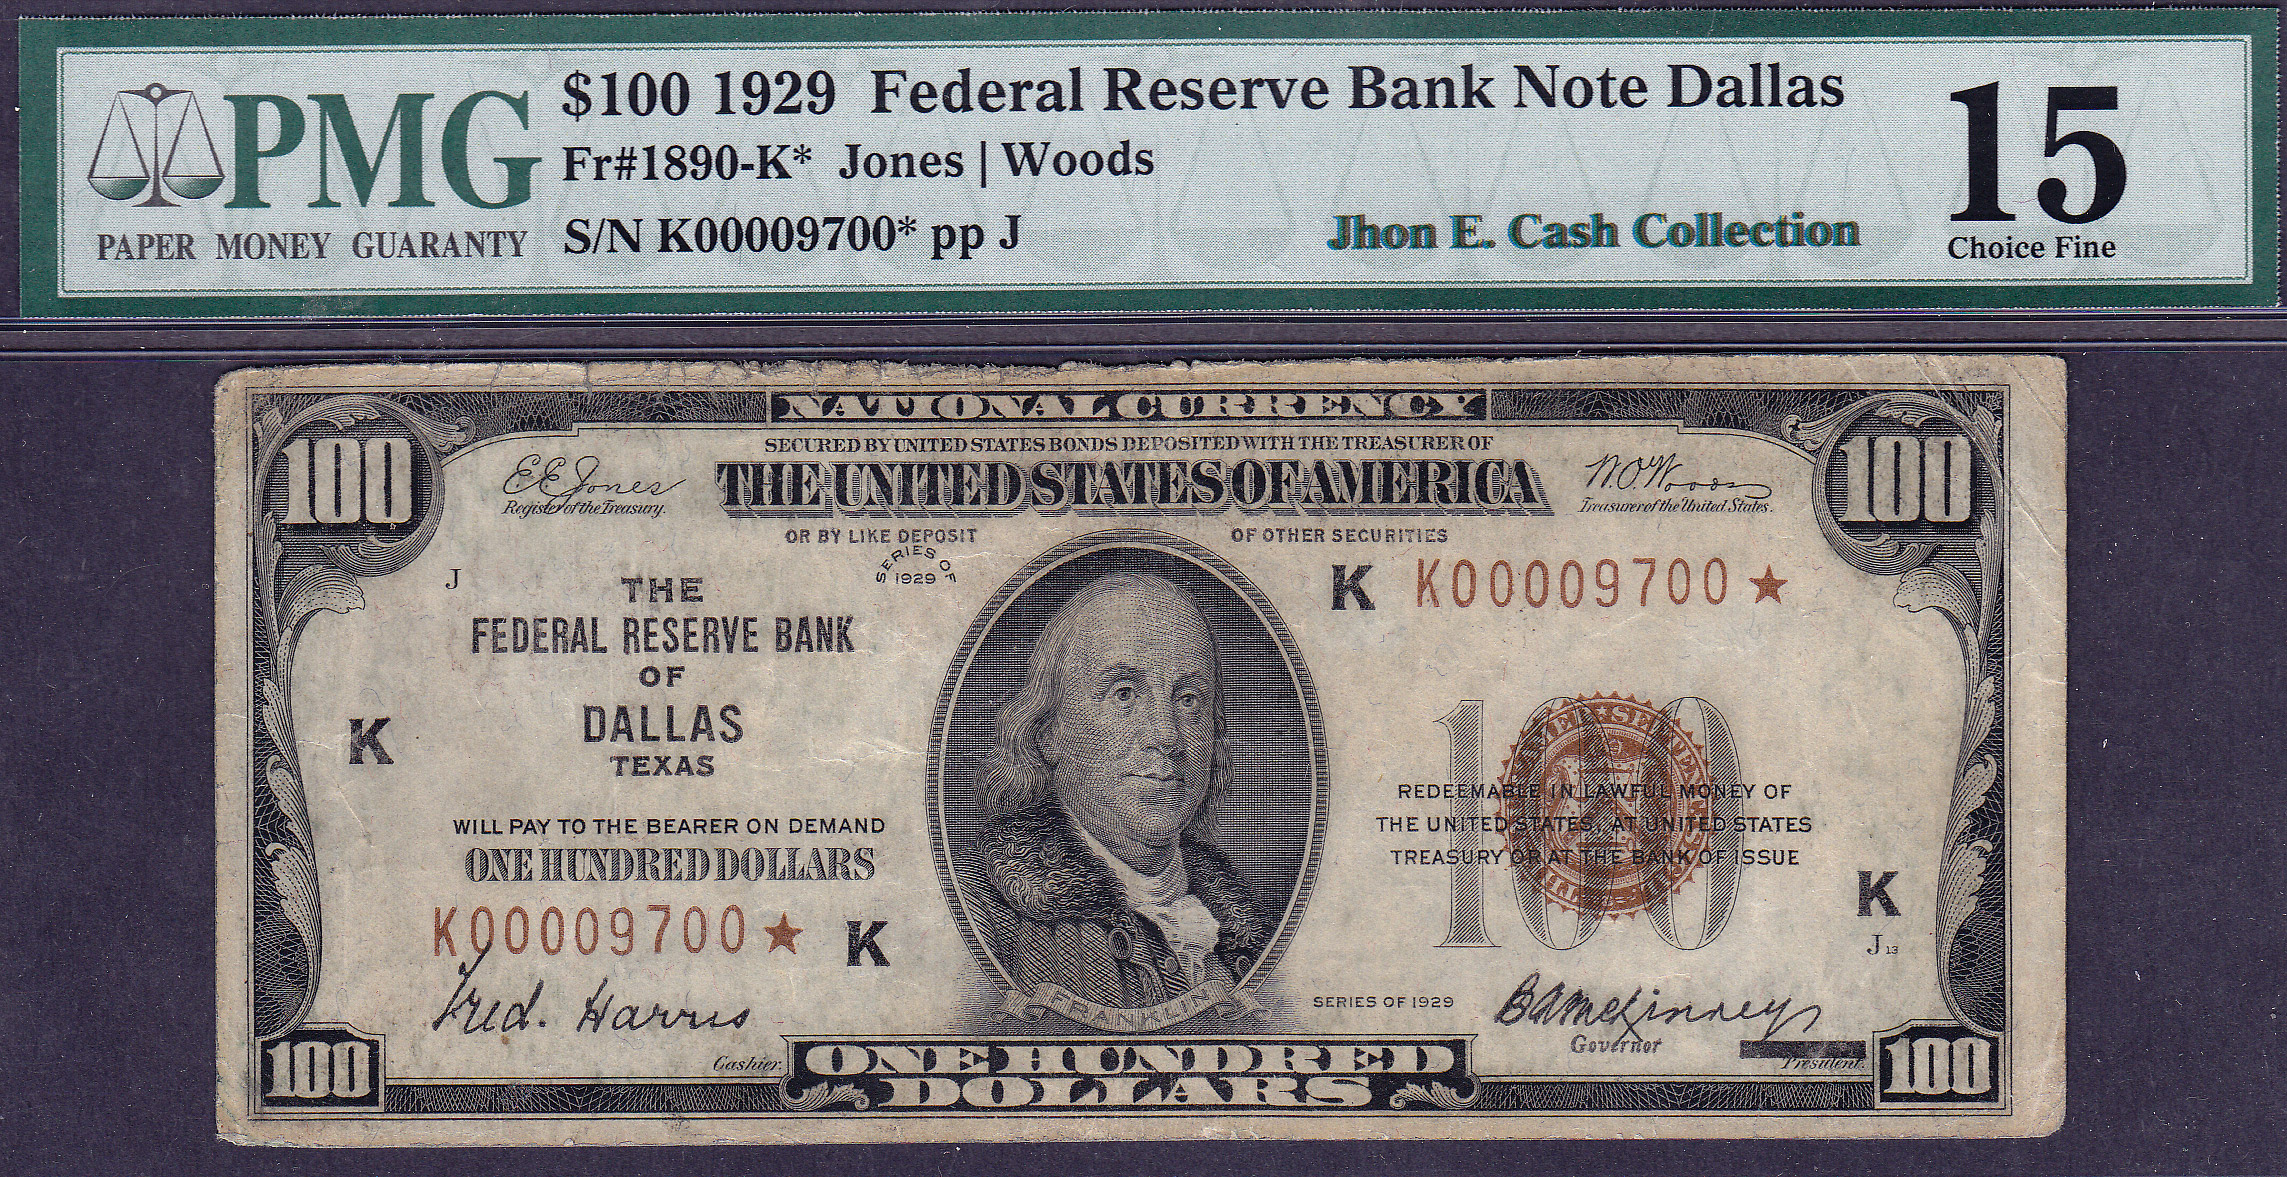 PMG
PAPER MONEY GUARANTY
$100 1929 Federal Reserve Bank Note Dallas
Fr#1890-K* Jones | Woods
S/N K00009700* pp J
Jhon E. Cash Collection
15
Choice Fine
NATIONAL CURRENCY
SECURED BY UNITED STATES BONDS DEPOSITED WITH THE TREASURER OF
100
E.E. Jones
Register of the Treasury.
THE UNITED STATES OF AMERICA
W.O. Woods
Treasurer of the United States.
100
OR BY LIKE DEPOSIT OF OTHER SECURITIES
SERIES OF
1929
J
THE
FEDERAL RESERVE BANK
OF
DALLAS
TEXAS
K K00009700★
K
WILL PAY TO THE BEARER ON DEMAND
ONE HUNDRED DOLLARS
100
REDEEMABLE IN LAWFUL MONEY OF
THE UNITED STATES, AT UNITED STATES
TREASURY OR AT THE BANK OF ISSUE
K00009700★ K
K
J 13
Fred. Harris
Cashier.
FRANKLIN
SERIES OF 1929
B A McKinney
Governor
President.
100
ONE HUNDRED
DOLLARS
100